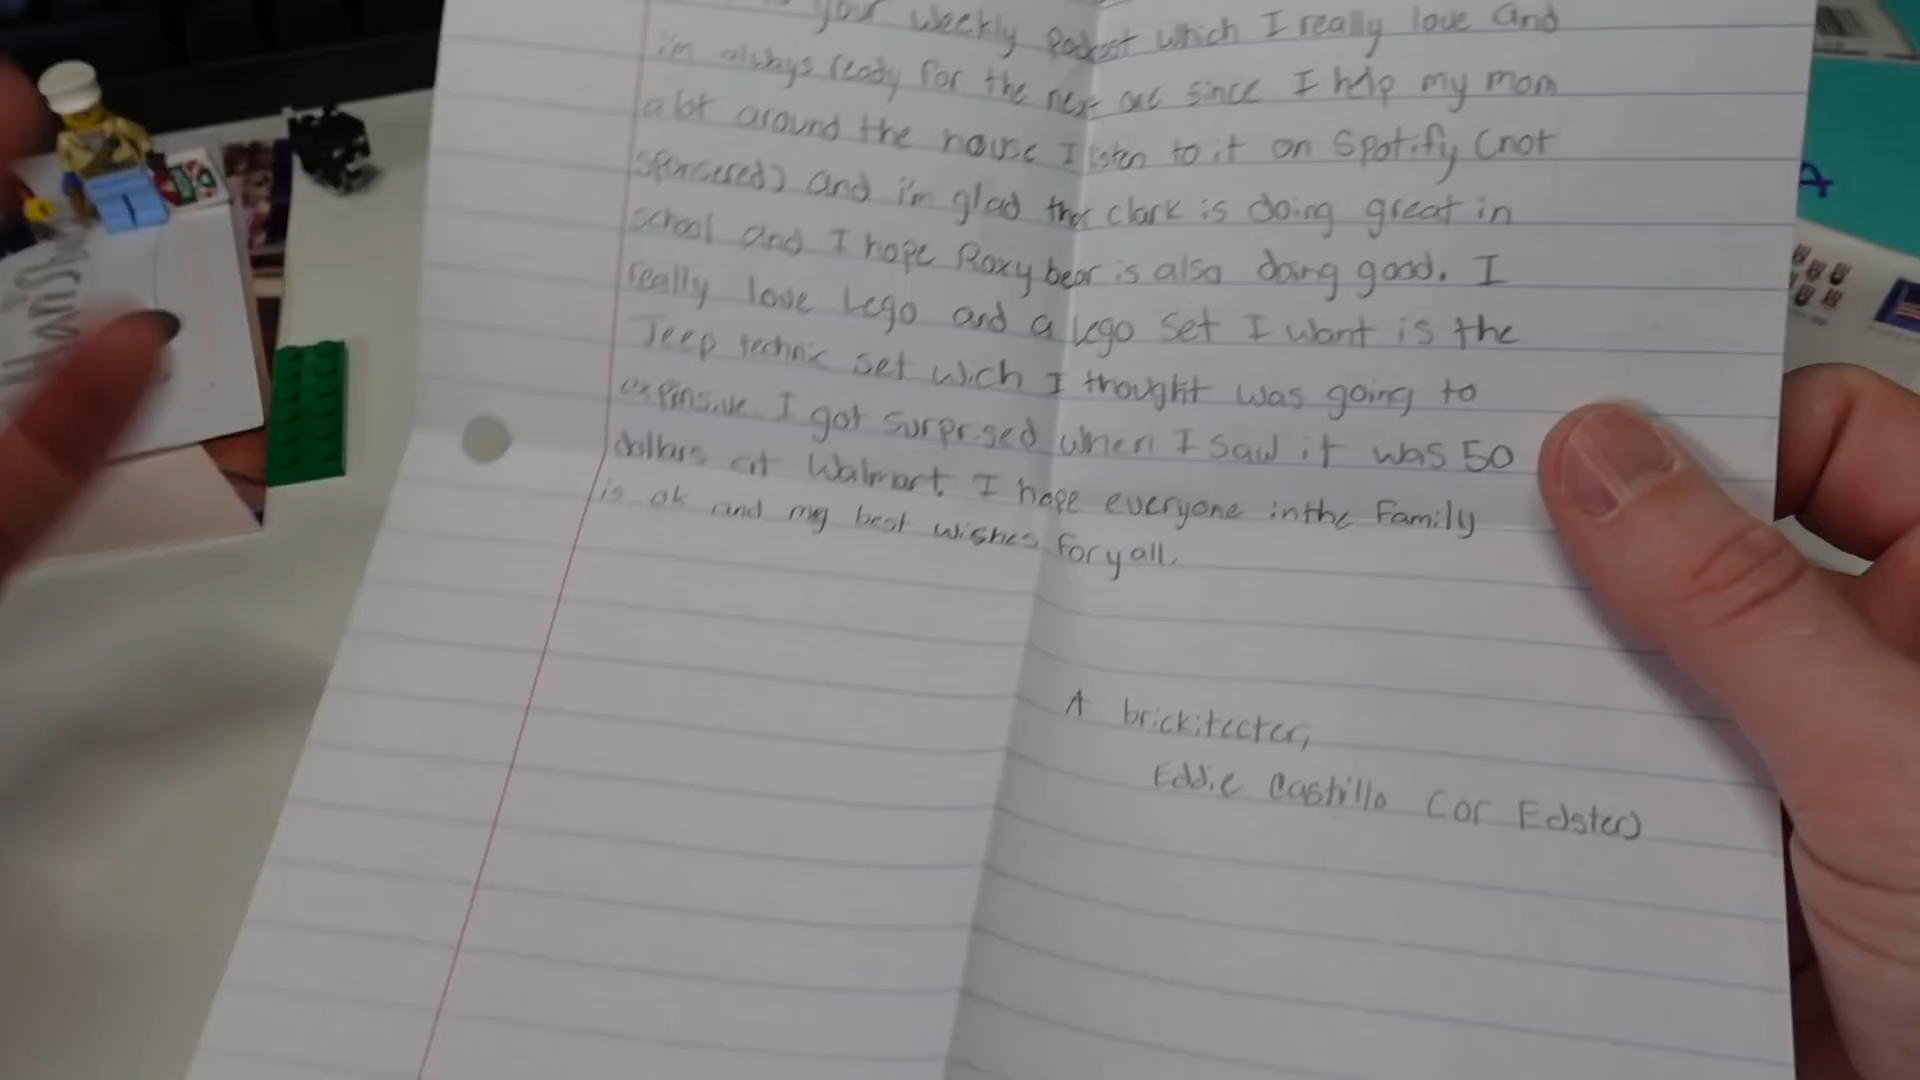 your weekly Podcast which I really love and
i'm always ready for the next one since I help my mom
a lot around the house I listen to it on Spotify (not
sponsered) and i'm glad that clark is doing great in
school and I hope Roxy bear is also doing good. I
really love Lego and a Lego set I want is the
Jeep technic set wich I thought was going to
expinsive I got surprised when I saw it was 50
dollars at Walmart. I hope everyone in the Family
is ok and my best wishes for yall.
A brickitecter,
Eddie Castillo (or Edster)